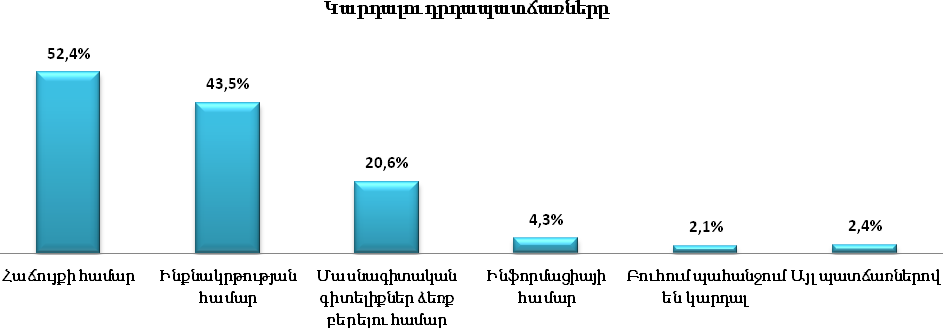 Կարդալու դրդապատճառները
52,4%
43,5%
20,6%
4,3%
2,1%
2,4%
Հաճույքի համար
Ինքնակրթության
համար
Մասնագիտական
գիտելիքներ ձեռք
բերելու համար
Ինֆորմացիայի
համար
Բուհում պահանջում
են կարդալ
Այլ պատճառներով